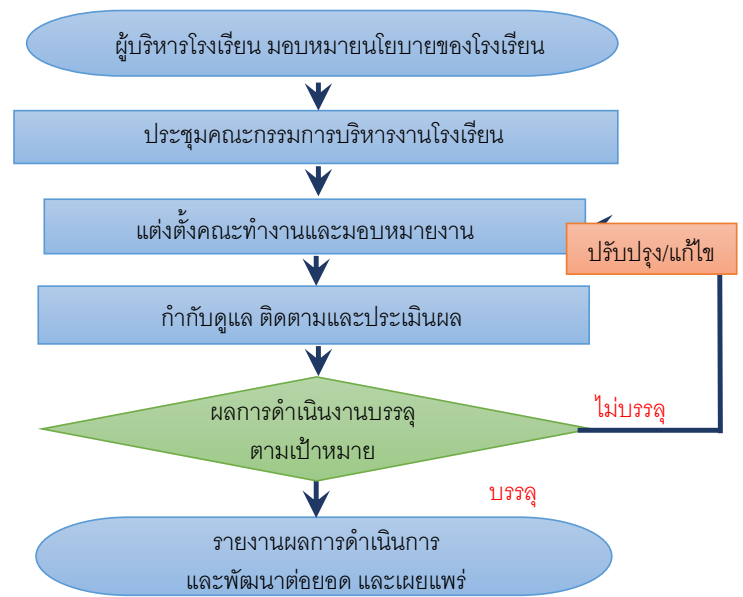 ผู้บริหารโรงเรียน มอบหมายนโยบายของโรงเรียน
ประชุมคณะกรรมการบริหารงานโรงเรียน
แต่งตั้งคณะทำงานและมอบหมายงาน
ปรับปรุง/แก้ไข
กำกับดูแล ติดตามและประเมินผล
ผลการดำเนินงานบรรลุ
ตามเป้าหมาย
ไม่บรรลุ
บรรลุ
รายงานผลการดำเนินการ
และพัฒนาต่อยอด และเผยแพร่